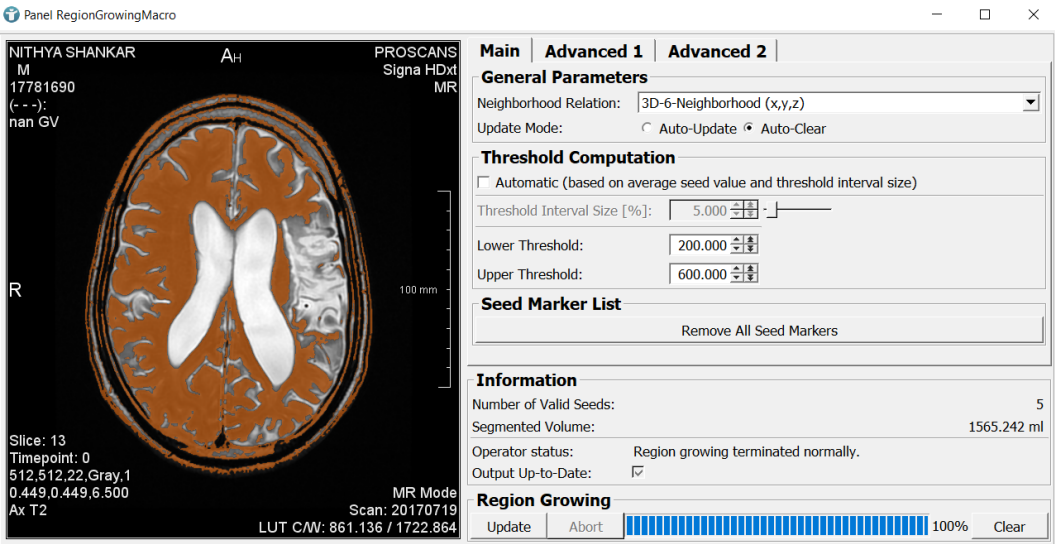 Panel RegionGrowingMacro
NITHYA SHANKAR
M
17781690
(- - -):
nan GV
AH
PROSCANS
Signa HDxt
MR
R
100 mm
Slice: 13
Timepoint: 0
512,512,22,Gray,1
0.449,0.449,6.500
Ax T2
MR Mode
Scan: 20170719
LUT C/W: 861.136 / 1722.864
Main Advanced 1 Advanced 2
General Parameters
Neighborhood Relation: 3D-6-Neighborhood (x,y,z)
Update Mode: Auto-Update Auto-Clear
Threshold Computation
Automatic (based on average seed value and threshold interval size)
Threshold Interval Size [%]: 5.000
Lower Threshold: 200.000
Upper Threshold: 600.000
Seed Marker List
Remove All Seed Markers
Information
Number of Valid Seeds: 5
Segmented Volume: 1565.242 ml
Operator status: Region growing terminated normally.
Output Up-to-Date:
Region Growing
Update Abort 100% Clear